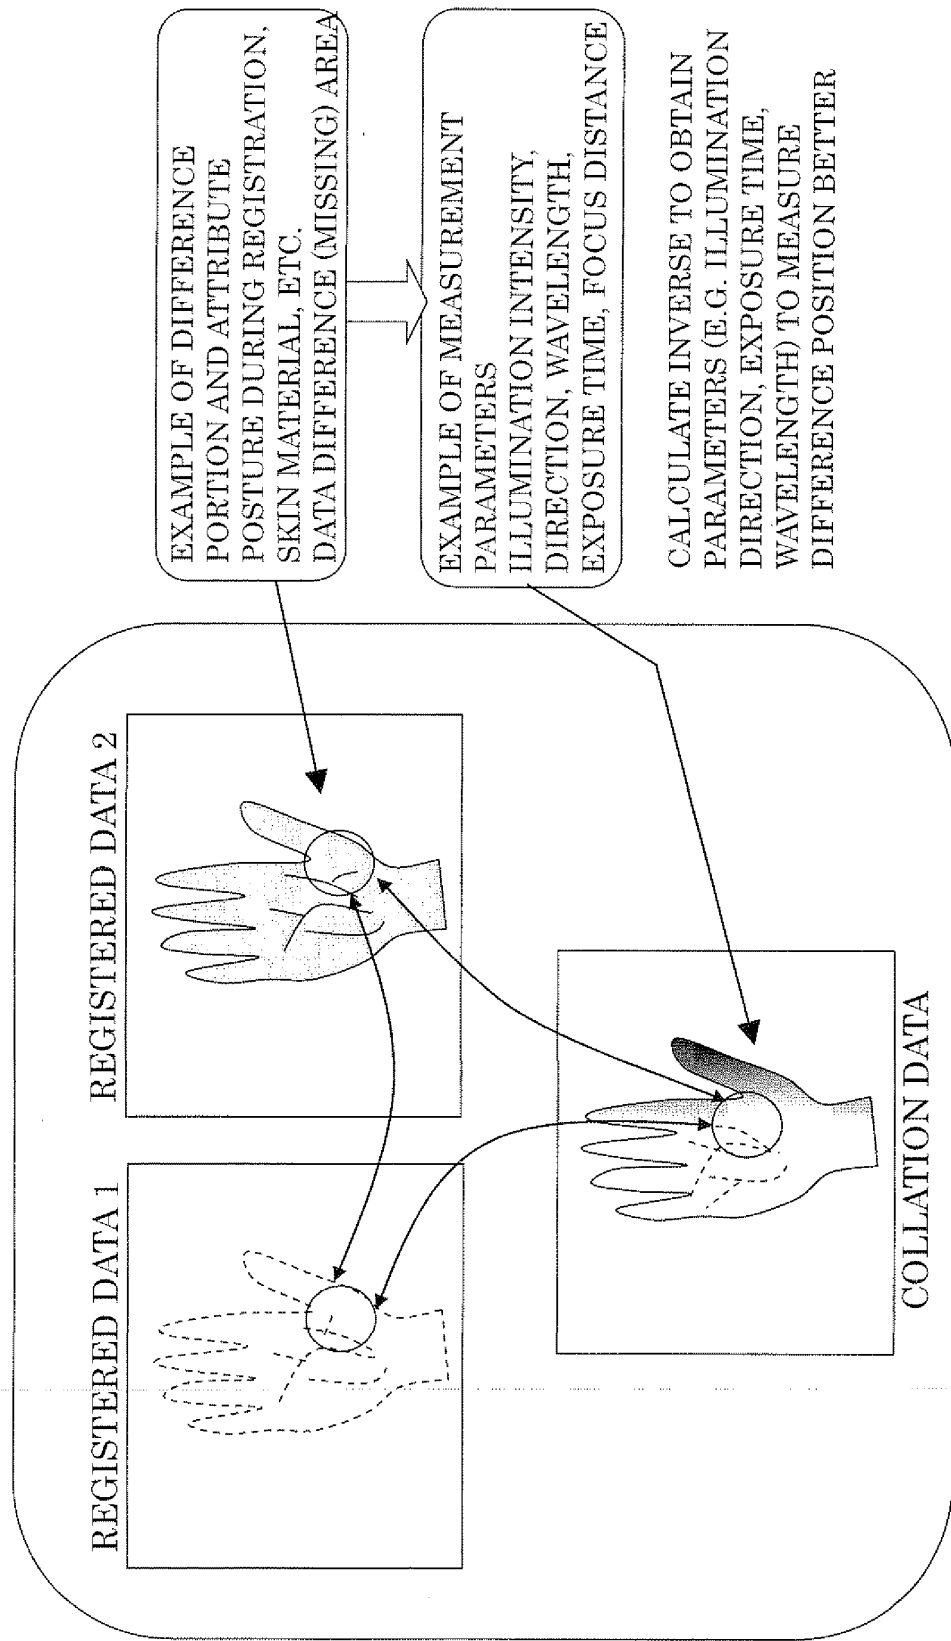 REGISTERED DATA 1
REGISTERED DATA 2
COLLATION DATA
EXAMPLE OF DIFFERENCE
PORTION AND ATTRIBUTE
POSTURE DURING REGISTRATION,
SKIN MATERIAL, ETC.
DATA DIFFERENCE (MISSING) AREA
EXAMPLE OF MEASUREMENT
PARAMETERS
ILLUMINATION INTENSITY,
DIRECTION, WAVELENGTH,
EXPOSURE TIME, FOCUS DISTANCE
CALCULATE INVERSE TO OBTAIN
PARAMETERS (E.G. ILLUMINATION
DIRECTION, EXPOSURE TIME,
WAVELENGTH) TO MEASURE
DIFFERENCE POSITION BETTER